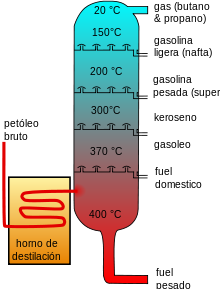 20 °C
gas (butano
& propano)
150°C
gasolina
ligera (nafta)
200 °C
gasolina
pesada (super
300°C
keroseno
petóleo
bruto
gasoleo
370 °C
fuel
domestico
400 °C
horno de
destilación
fuel
pesado